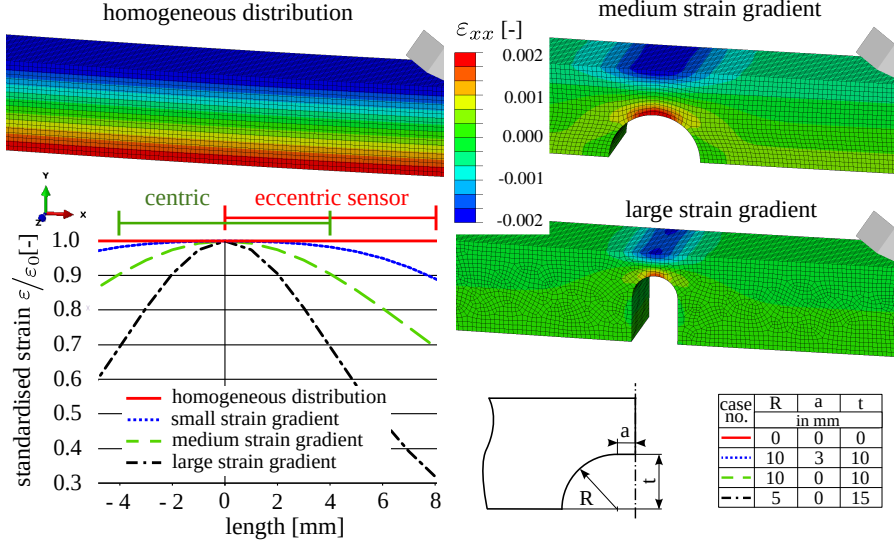 homogeneous distribution
medium strain gradient
εxx [-]
0.002
0.001
0.000
-0.001
-0.002
large strain gradient
Y
X
Z
centric
eccentric sensor
standardised strain ε/ε0[-]
1.0
0.9
0.8
0.7
0.6
0.5
0.4
0.3
homogeneous distribution
small strain gradient
medium strain gradient
large strain gradient
- 4
- 2
0
2
4
6
8
length [mm]
a
R
t
case no. R a t
in mm
0 0 0
10 3 10
10 0 10
5 0 15